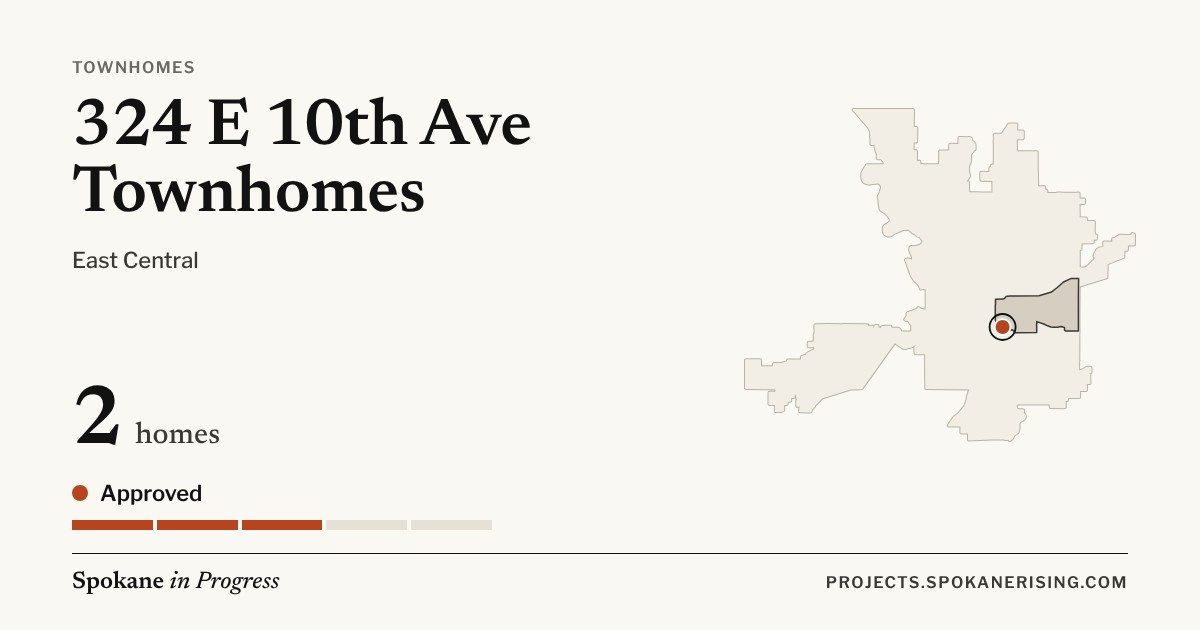 TOWNHOMES
324 E 10th Ave
Townhomes
East Central
2 homes
Approved
Spokane in Progress
PROJECTS.SPOKANERISING.COM